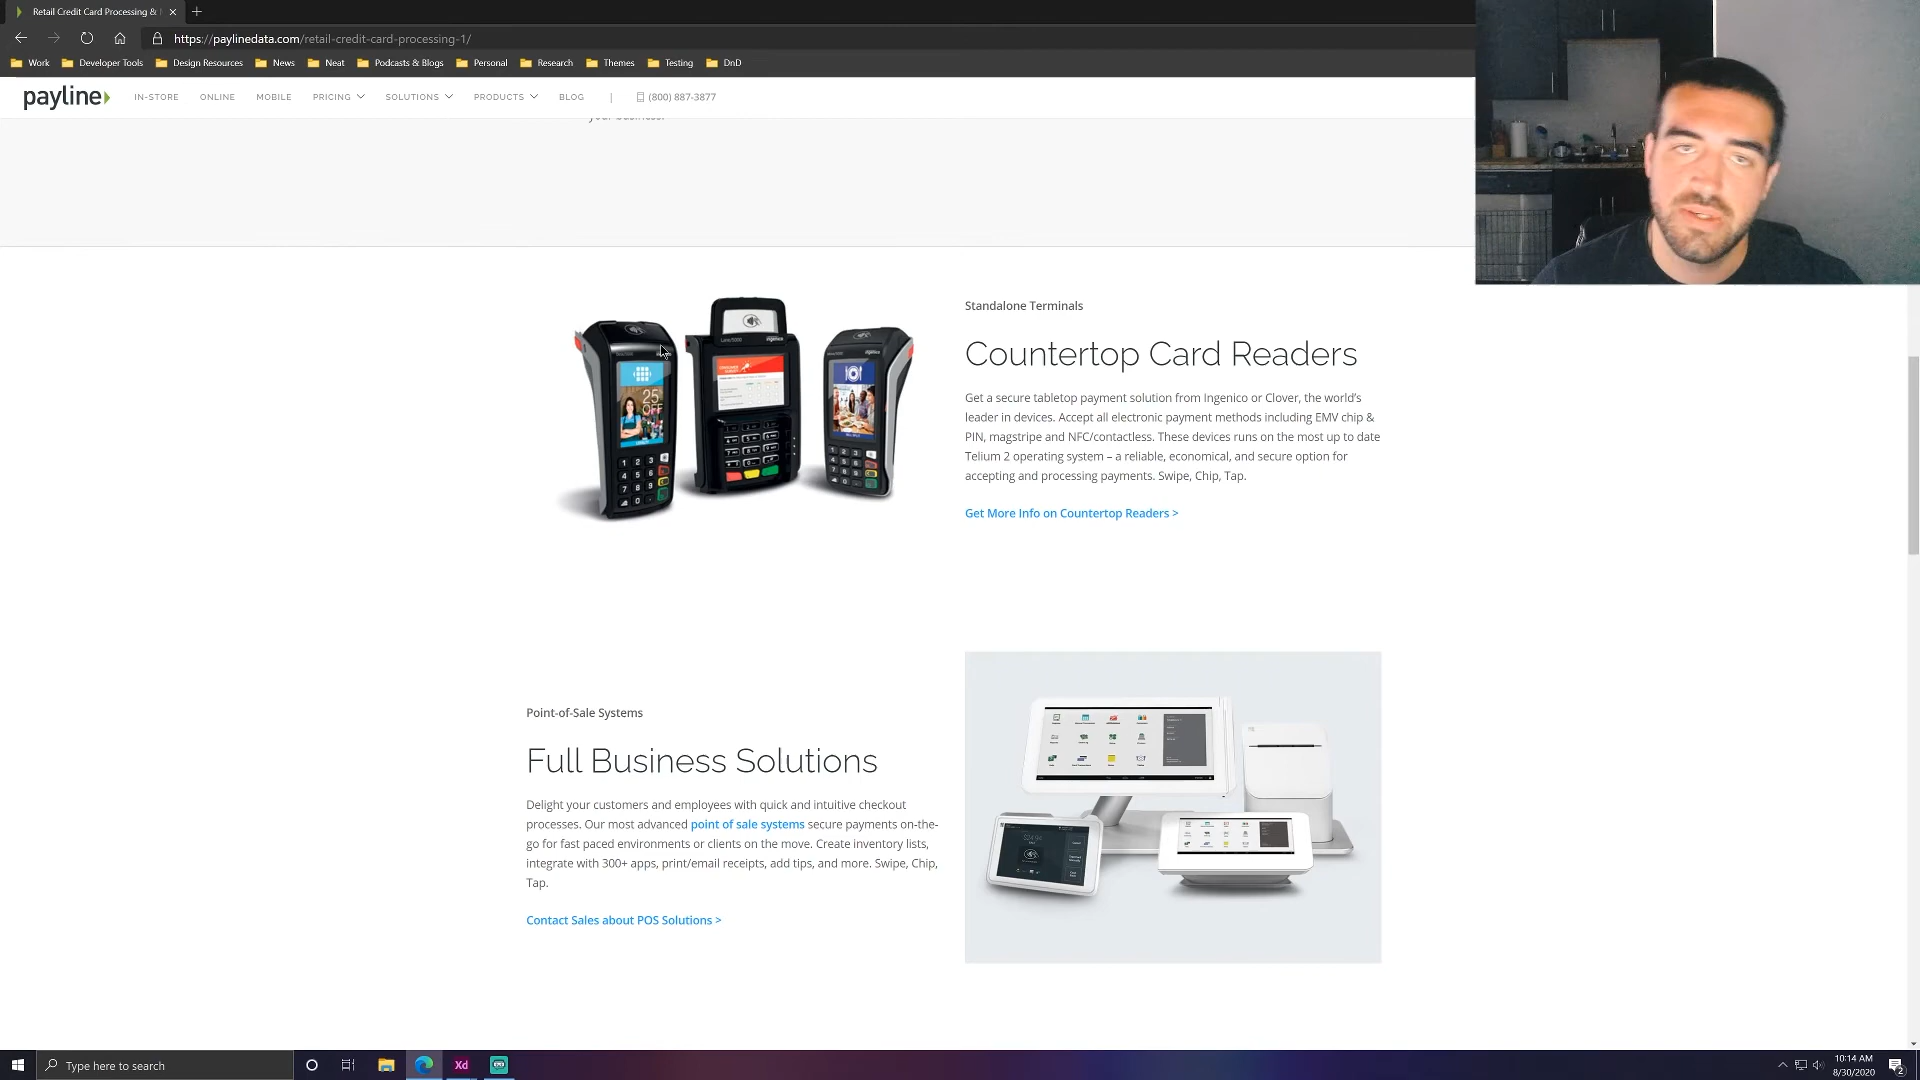 Retail Credit Card Processing &
https://paylinedata.com/retail-credit-card-processing-1/
Work Developer Tools Design Resources News Neat Podcasts & Blogs Personal Research Themes Testing DnD
payline IN-STORE ONLINE MOBILE PRICING SOLUTIONS PRODUCTS BLOG | (800) 887-3877
your business.
Standalone Terminals
Countertop Card Readers
Get a secure tabletop payment solution from Ingenico or Clover, the world's
leader in devices. Accept all electronic payment methods including EMV chip &
PIN, magstripe and NFC/contactless. These devices runs on the most up to date
Telium 2 operating system – a reliable, economical, and secure option for
accepting and processing payments. Swipe, Chip, Tap.
Get More Info on Countertop Readers >
25
OFF
Point-of-Sale Systems
Full Business Solutions
Delight your customers and employees with quick and intuitive checkout
processes. Our most advanced point of sale systems secure payments on-the-
go for fast paced environments or clients on the move. Create inventory lists,
integrate with 300+ apps, print/email receipts, add tips, and more. Swipe, Chip,
Tap.
Contact Sales about POS Solutions >
Type here to search
Xd
10:14 AM
8/30/2020
2